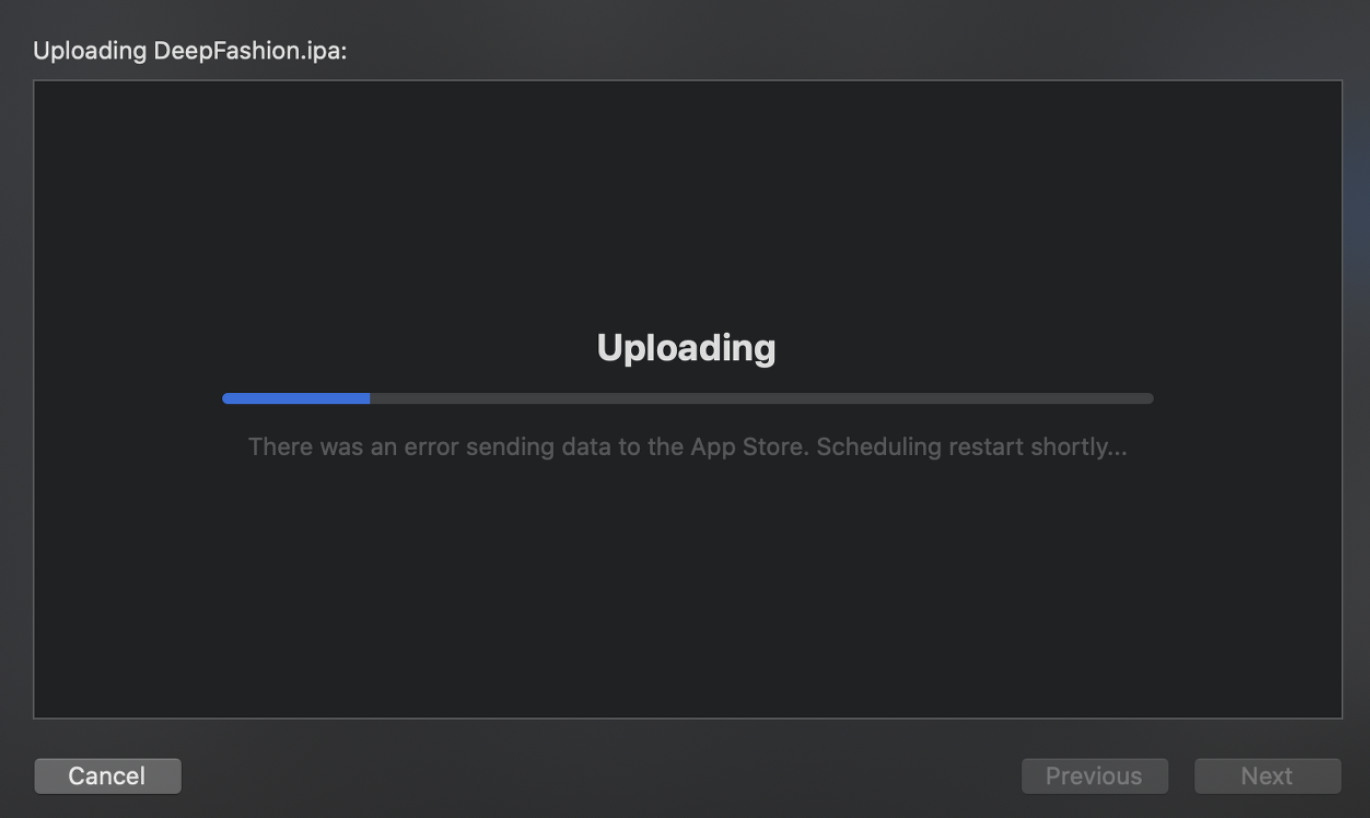 Uploading DeepFashion.ipa:
Uploading
There was an error sending data to the App Store. Scheduling restart shortly...
Cancel
Previous
Next